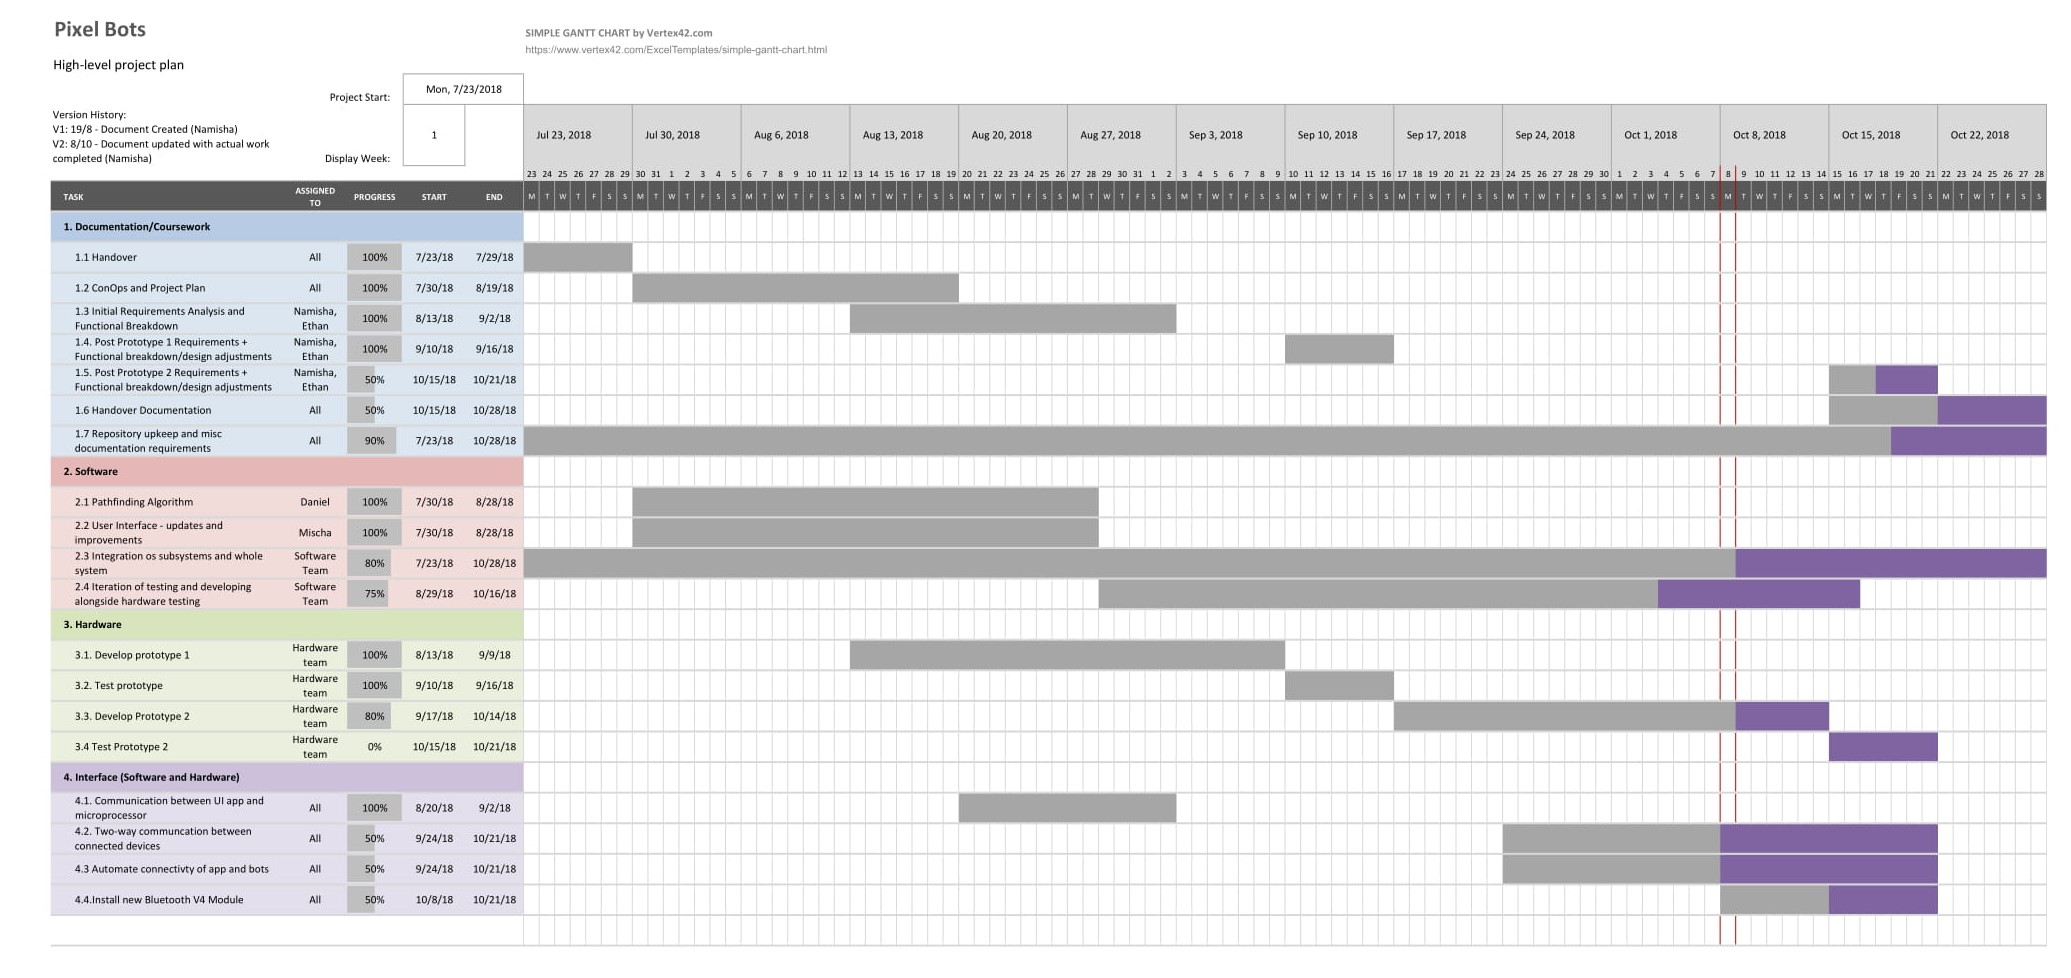 Pixel Bots
SIMPLE GANTT CHART by Vertex42.com
https://www.vertex42.com/ExcelTemplates/simple-gantt-chart.html
High-level project plan
Project Start:
Mon, 7/23/2018
Version History:
V1: 19/8 - Document Created (Namisha)
V2: 8/10 - Document updated with actual work
completed (Namisha)
Display Week:
1
Jul 23, 2018 Jul 30, 2018 Aug 6, 2018 Aug 13, 2018 Aug 20, 2018 Aug 27, 2018 Sep 3, 2018 Sep 10, 2018 Sep 17, 2018 Sep 24, 2018 Oct 1, 2018 Oct 8, 2018 Oct 15, 2018 Oct 22, 2018
23 24 25 26 27 28 29 30 31 1 2 3 4 5 6 7 8 9 10 11 12 13 14 15 16 17 18 19 20 21 22 23 24 25 26 27 28 29 30 31 1 2 3 4 5 6 7 8 9 10 11 12 13 14 15 16 17 18 19 20 21 22 23 24 25 26 27 28 29 30 1 2 3 4 5 6 7 8 9 10 11 12 13 14 15 16 17 18 19 20 21 22 23 24 25 26 27 28
TASK ASSIGNED TO PROGRESS START END M T W T F S S M T W T F S S M T W T F S S M T W T F S S M T W T F S S M T W T F S S M T W T F S S M T W T F S S M T W T F S S M T W T F S S M T W T F S S M T W T F S S M T W T F S S M T W T F S S
1. Documentation/Coursework
1.1 Handover All 100% 7/23/18 7/29/18
1.2 ConOps and Project Plan All 100% 7/30/18 8/19/18
1.3 Initial Requirements Analysis and
Functional Breakdown
Namisha,
Ethan
100% 8/13/18 9/2/18
1.4. Post Prototype 1 Requirements +
Functional breakdown/design adjustments
Namisha,
Ethan
100% 9/10/18 9/16/18
1.5. Post Prototype 2 Requirements +
Functional breakdown/design adjustments
Namisha,
Ethan
50% 10/15/18 10/21/18
1.6 Handover Documentation All 50% 10/15/18 10/28/18
1.7 Repository upkeep and misc
documentation requirements
All 90% 7/23/18 10/28/18
2. Software
2.1 Pathfinding Algorithm Daniel 100% 7/30/18 8/28/18
2.2 User Interface - updates and
improvements
Mischa 100% 7/30/18 8/28/18
2.3 Integration os subsystems and whole
system
Software
Team
80% 7/23/18 10/28/18
2.4 Iteration of testing and developing
alongside hardware testing
Software
Team
75% 8/29/18 10/16/18
3. Hardware
3.1. Develop prototype 1
Hardware
team
100% 8/13/18 9/9/18
3.2. Test prototype
Hardware
team
100% 9/10/18 9/16/18
3.3. Develop Prototype 2
Hardware
team
80% 9/17/18 10/14/18
3.4 Test Prototype 2
Hardware
team
0% 10/15/18 10/21/18
4. Interface (Software and Hardware)
4.1. Communication between UI app and
microprocessor
All 100% 8/20/18 9/2/18
4.2. Two-way communcation between
connected devices
All 50% 9/24/18 10/21/18
4.3 Automate connectivty of app and bots All 50% 9/24/18 10/21/18
4.4.Install new Bluetooth V4 Module All 50% 10/8/18 10/21/18